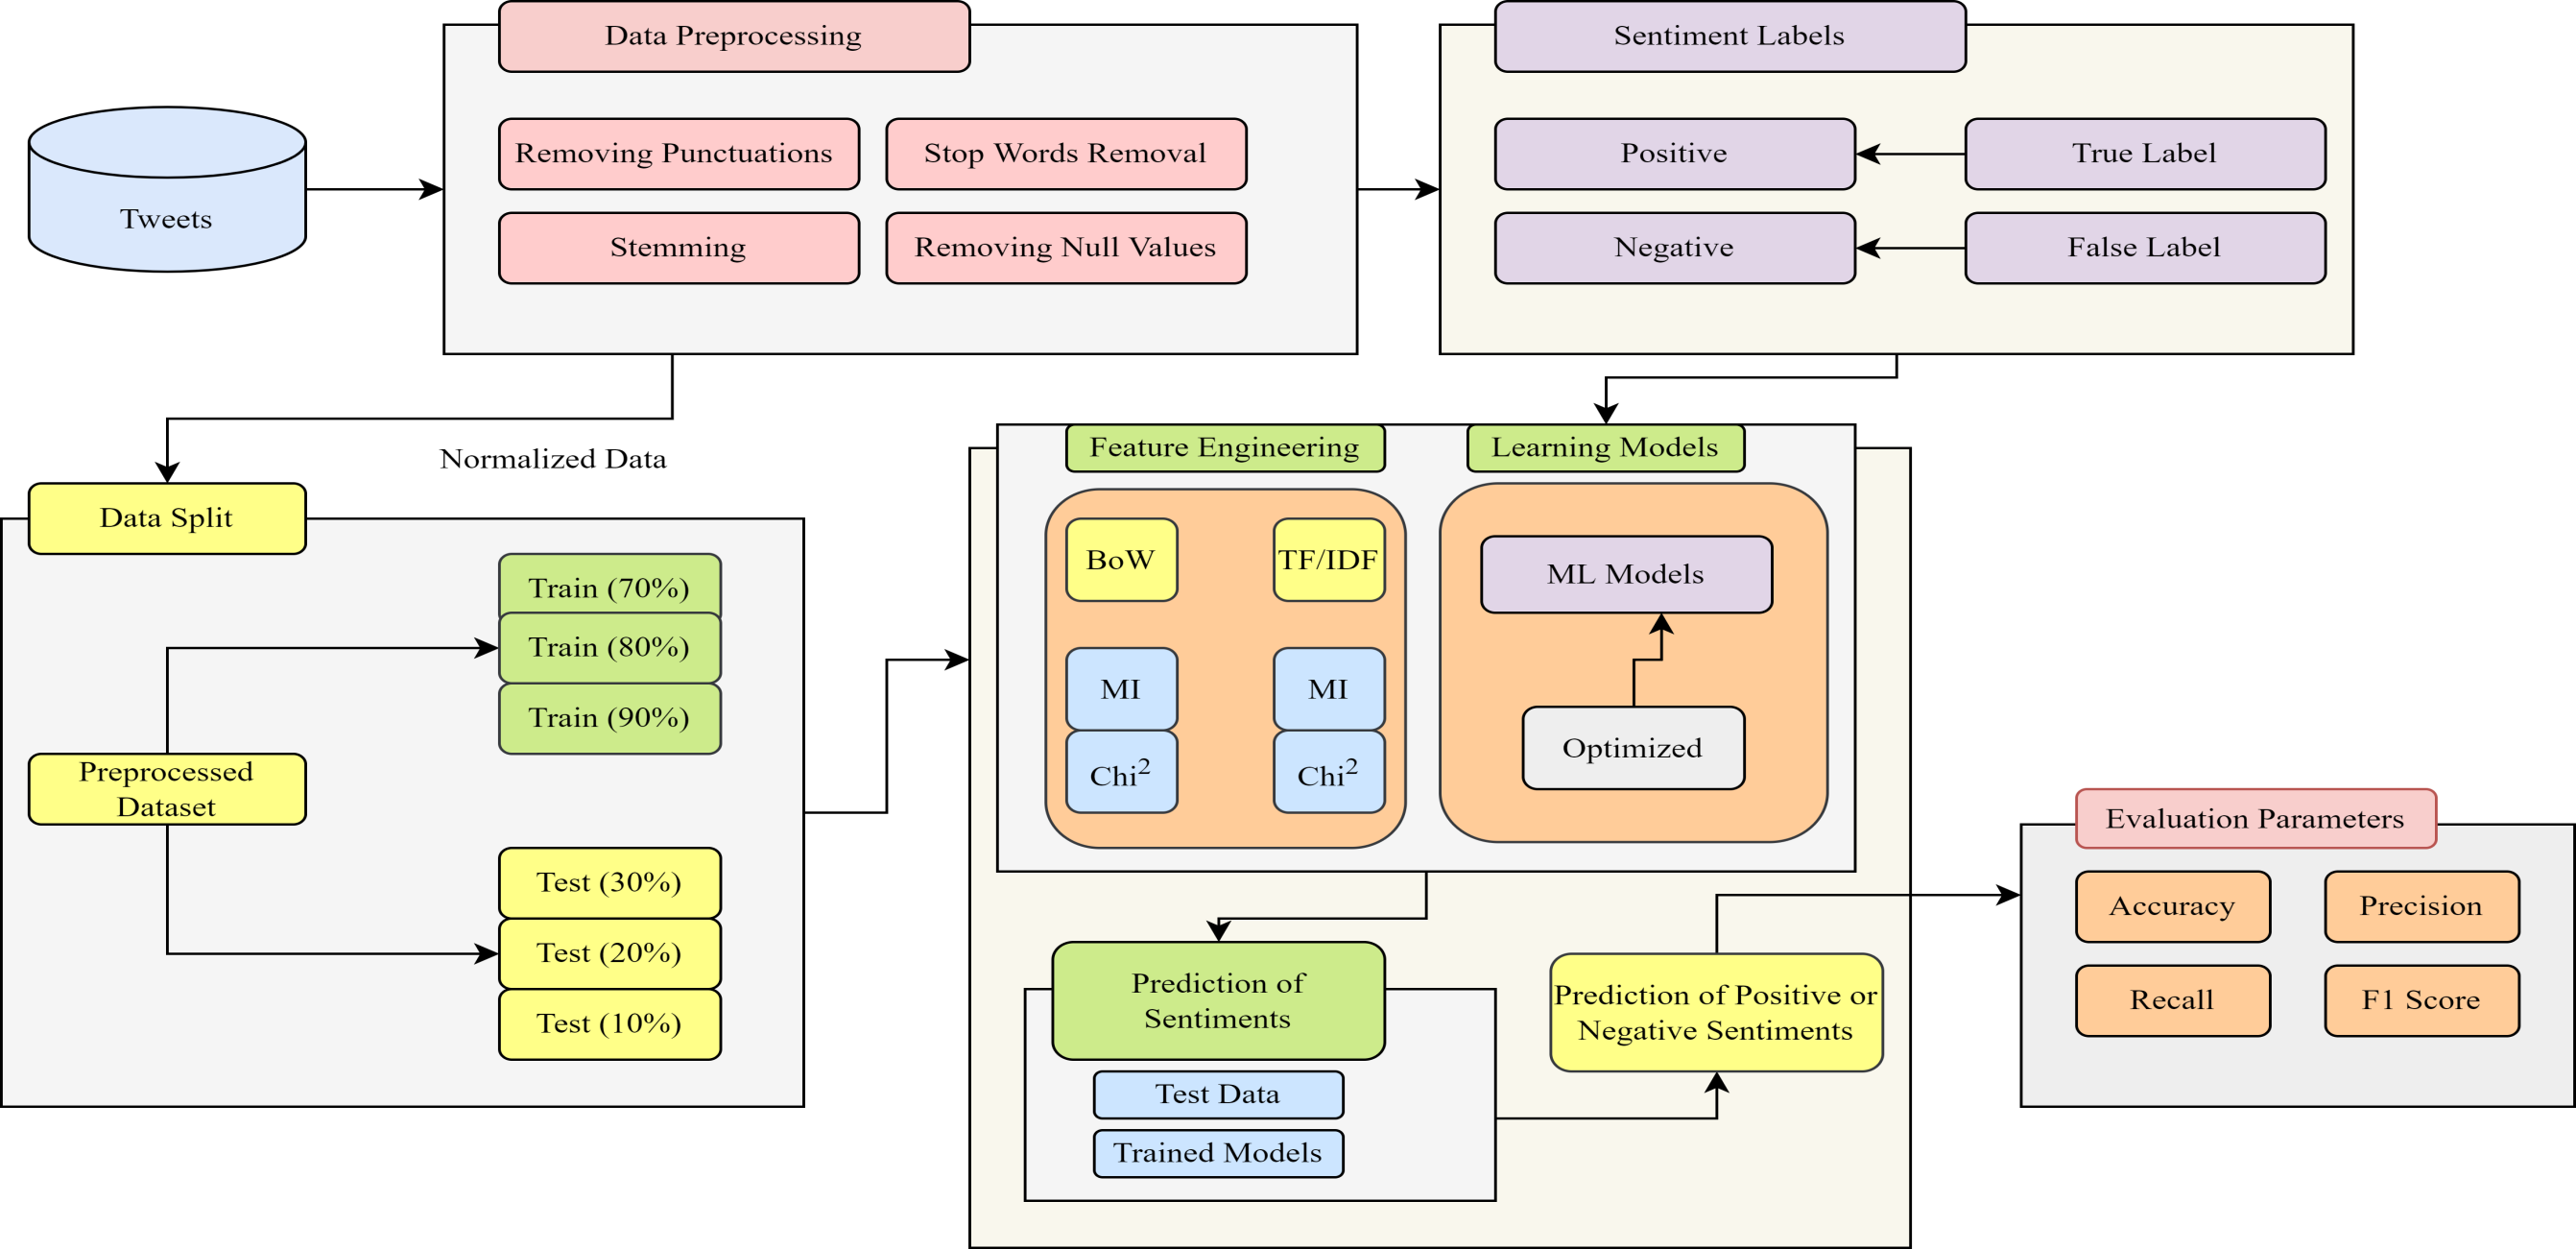 Data Preprocessing
Removing Punctuations
Stop Words Removal
Stemming
Removing Null Values
Sentiment Labels
Positive
True Label
Negative
False Label
Tweets
Normalized Data
Data Split
Train (70%)
Train (80%)
Train (90%)
Preprocessed
Dataset
Test (30%)
Test (20%)
Test (10%)
Feature Engineering
Learning Models
BoW
TF/IDF
MI
MI
Chi²
Chi²
ML Models
Optimized
Prediction of
Sentiments
Test Data
Trained Models
Prediction of Positive or
Negative Sentiments
Evaluation Parameters
Accuracy
Precision
Recall
F1 Score